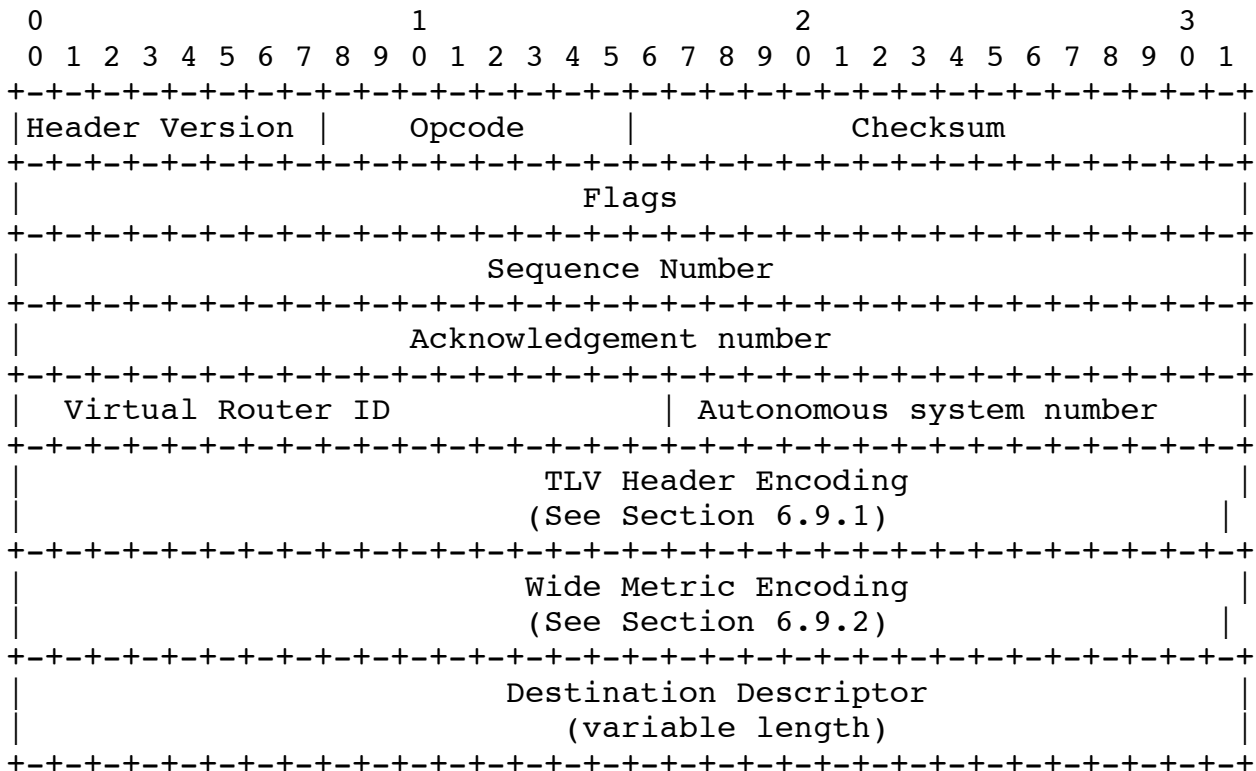 0                   1                   2                   3
 0 1 2 3 4 5 6 7 8 9 0 1 2 3 4 5 6 7 8 9 0 1 2 3 4 5 6 7 8 9 0 1
+-+-+-+-+-+-+-+-+-+-+-+-+-+-+-+-+-+-+-+-+-+-+-+-+-+-+-+-+-+-+-+-+
|Header Version |    Opcode     |           Checksum            |
+-+-+-+-+-+-+-+-+-+-+-+-+-+-+-+-+-+-+-+-+-+-+-+-+-+-+-+-+-+-+-+-+
|                             Flags                             |
+-+-+-+-+-+-+-+-+-+-+-+-+-+-+-+-+-+-+-+-+-+-+-+-+-+-+-+-+-+-+-+-+
|                        Sequence Number                        |
+-+-+-+-+-+-+-+-+-+-+-+-+-+-+-+-+-+-+-+-+-+-+-+-+-+-+-+-+-+-+-+-+
|                    Acknowledgement number                     |
+-+-+-+-+-+-+-+-+-+-+-+-+-+-+-+-+-+-+-+-+-+-+-+-+-+-+-+-+-+-+-+-+
|  Virtual Router ID              | Autonomous system number    |
+-+-+-+-+-+-+-+-+-+-+-+-+-+-+-+-+-+-+-+-+-+-+-+-+-+-+-+-+-+-+-+-+
|                           TLV Header Encoding                 |
|                          (See Section 6.9.1)                 |
+-+-+-+-+-+-+-+-+-+-+-+-+-+-+-+-+-+-+-+-+-+-+-+-+-+-+-+-+-+-+-+-+
|                          Wide Metric Encoding                 |
|                          (See Section 6.9.2)                 |
+-+-+-+-+-+-+-+-+-+-+-+-+-+-+-+-+-+-+-+-+-+-+-+-+-+-+-+-+-+-+-+-+
|                         Destination Descriptor                |
|                            (variable length)                  |
+-+-+-+-+-+-+-+-+-+-+-+-+-+-+-+-+-+-+-+-+-+-+-+-+-+-+-+-+-+-+-+-+